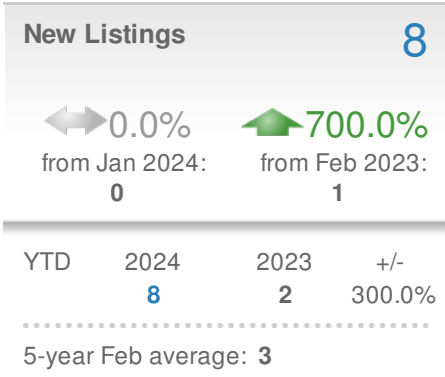 New Listings 8
0.0% 700.0%
from Jan 2024: from Feb 2023:
0 1
YTD 2024 2023 +/-
8 2 300.0%
5-year Feb average: 3